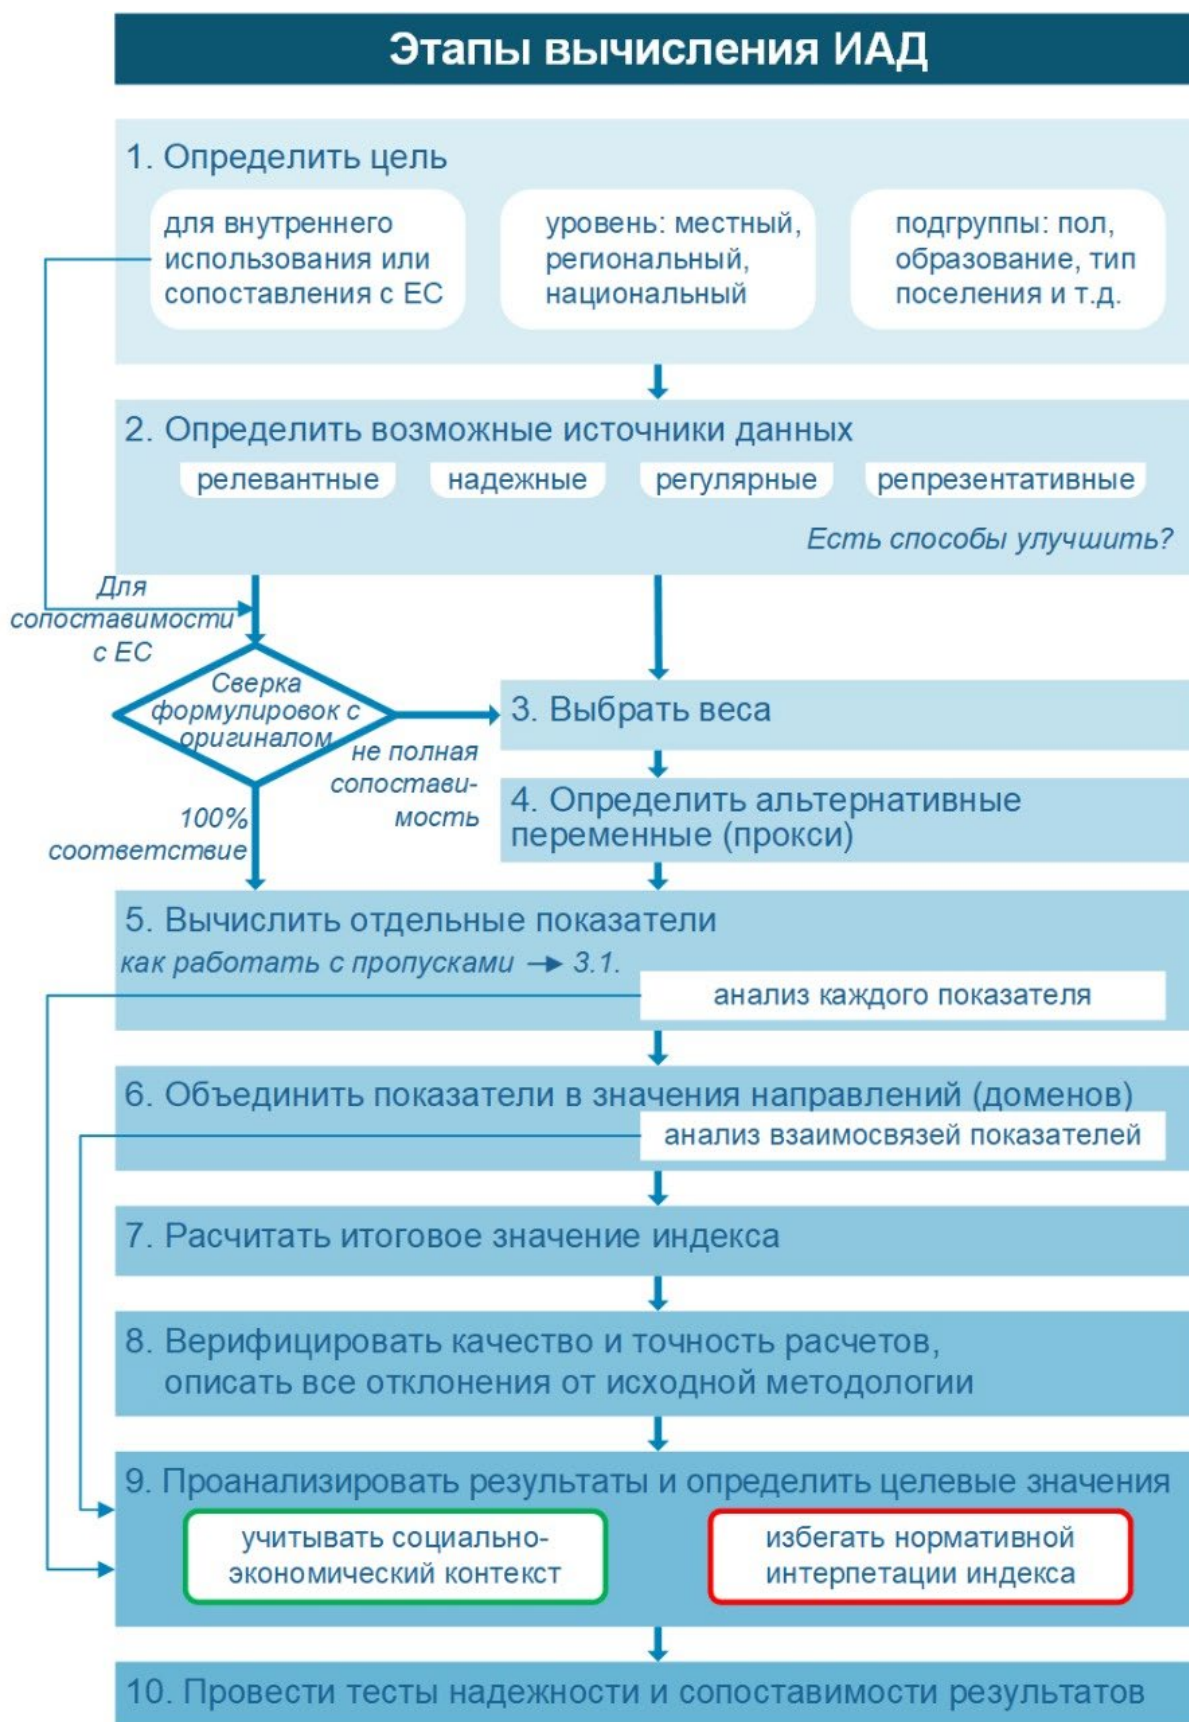 Этапы вычисления ИАД
1. Определить цель
для внутреннего
использования или
сопоставления с ЕС
уровень: местный,
региональный,
национальный
подгруппы: пол,
образование, тип
поселения и т.д.
2. Определить возможные источники данных
релевантные
надежные
регулярные
репрезентативные
Есть способы улучшить?
Для
сопоставимости
с ЕС
Сверка
формулировок с
оригиналом
не полная
сопостави-
мость
100%
соответствие
3. Выбрать веса
4. Определить альтернативные
переменные (прокси)
5. Вычислить отдельные показатели
как работать с пропусками → 3.1.
анализ каждого показателя
6. Объединить показатели в значения направлений (доменов)
анализ взаимосвязей показателей
7. Расчитать итоговое значение индекса
8. Верифицировать качество и точность расчетов,
описать все отклонения от исходной методологии
9. Проанализировать результаты и определить целевые значения
учитывать социально-
экономический контекст
избегать нормативной
интерпетации индекса
10. Провести тесты надежности и сопоставимости результатов